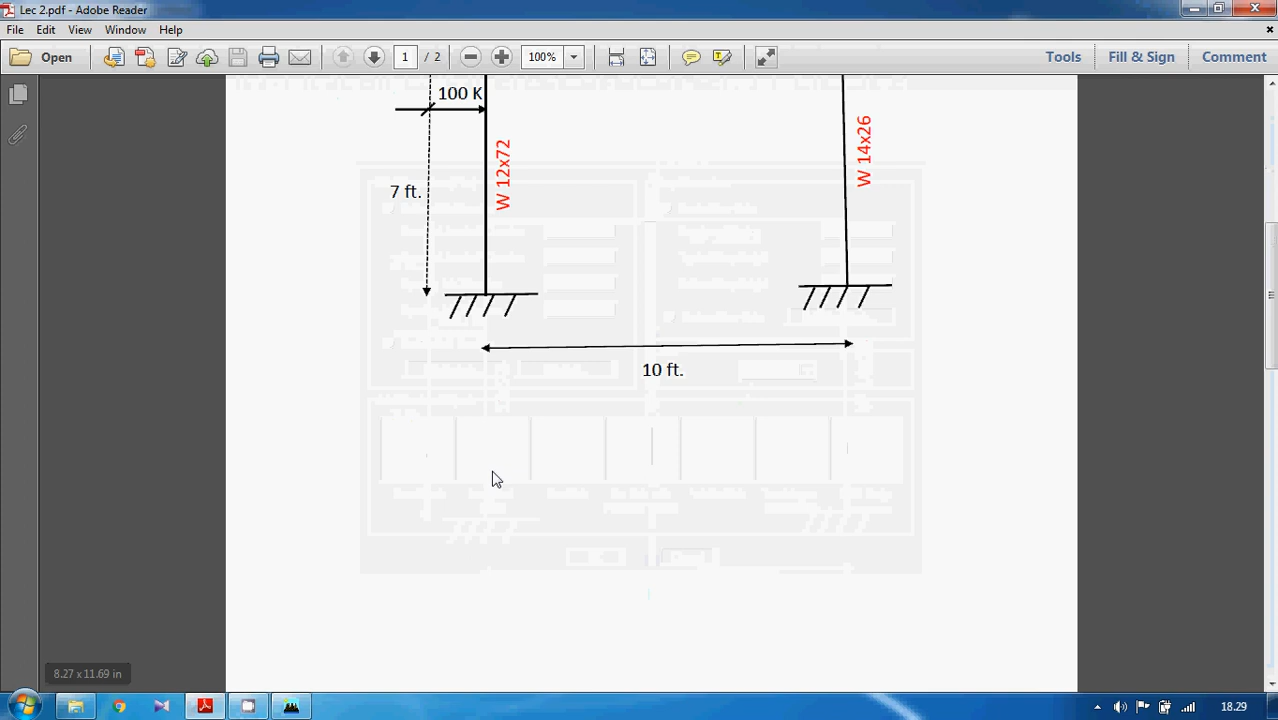 Lec 2.pdf - Adobe Reader
File Edit View Window Help
Open 1 / 2 100% Tools Fill & Sign Comment
100 K
W 12x72
W 14x26
7 ft.
10 ft.
8.27 x 11.69 in
18.29